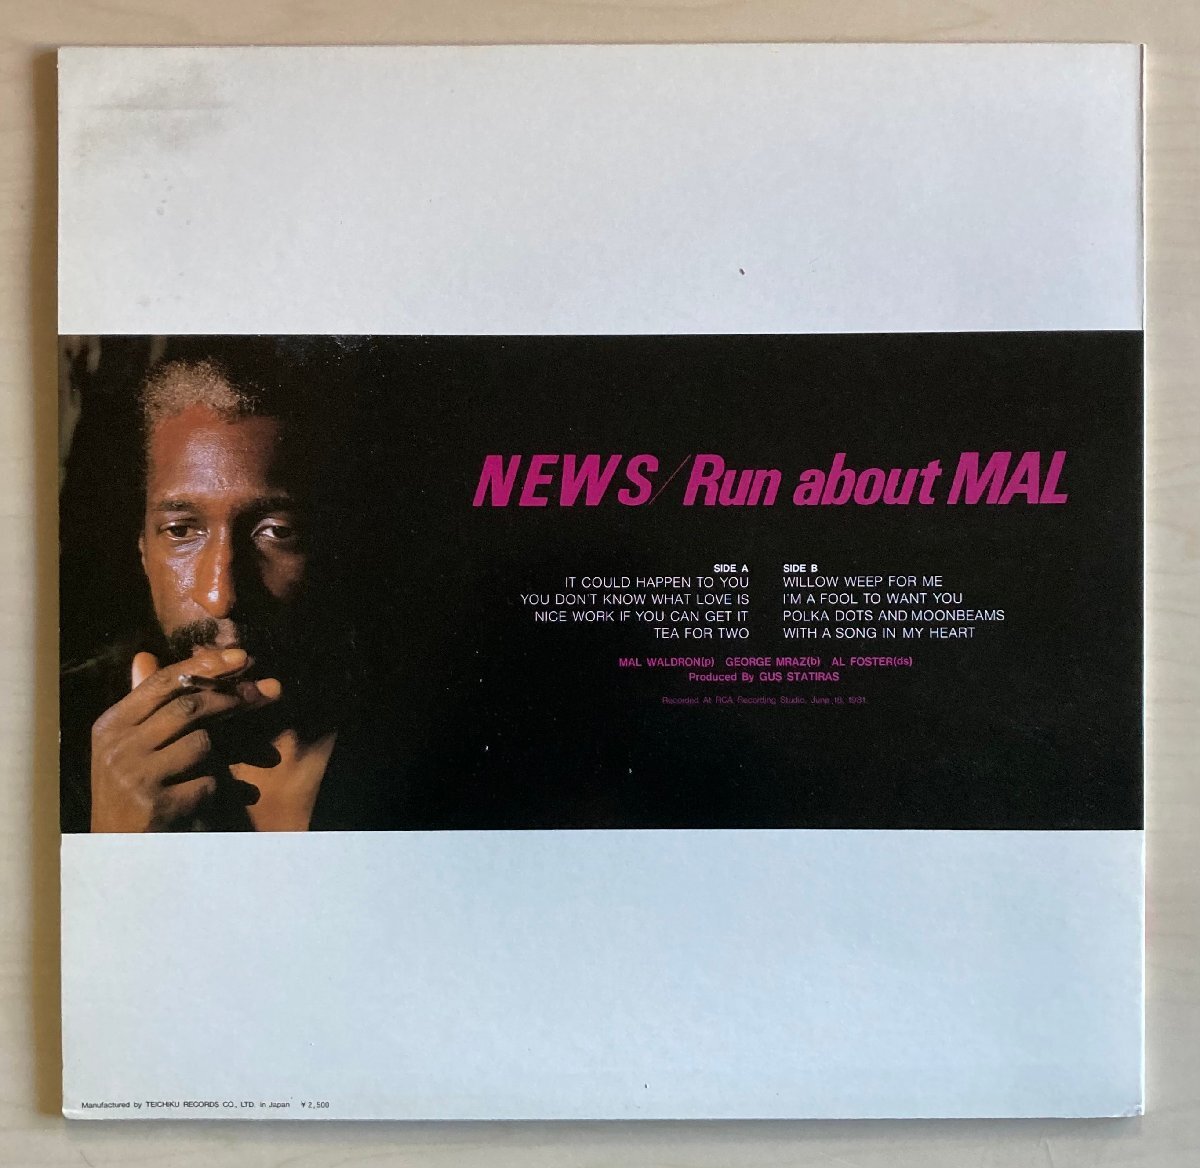 NEWS/Run about MAL
SIDE A
IT COULD HAPPEN TO YOU
YOU DON'T KNOW WHAT LOVE IS
NICE WORK IF YOU CAN GET IT
TEA FOR TWO
SIDE B
WILLOW WEEP FOR ME
I'M A FOOL TO WANT YOU
POLKA DOTS AND MOONBEAMS
WITH A SONG IN MY HEART
MAL WALDRON(p) GEORGE MRAZ(b) AL FOSTER(ds)
Produced By GUS STATIRAS
Recorded At RCA Recording Studio, June 1981.
Manufactured by TEICHIKU RECORDS CO., LTD. in Japan ¥2,500